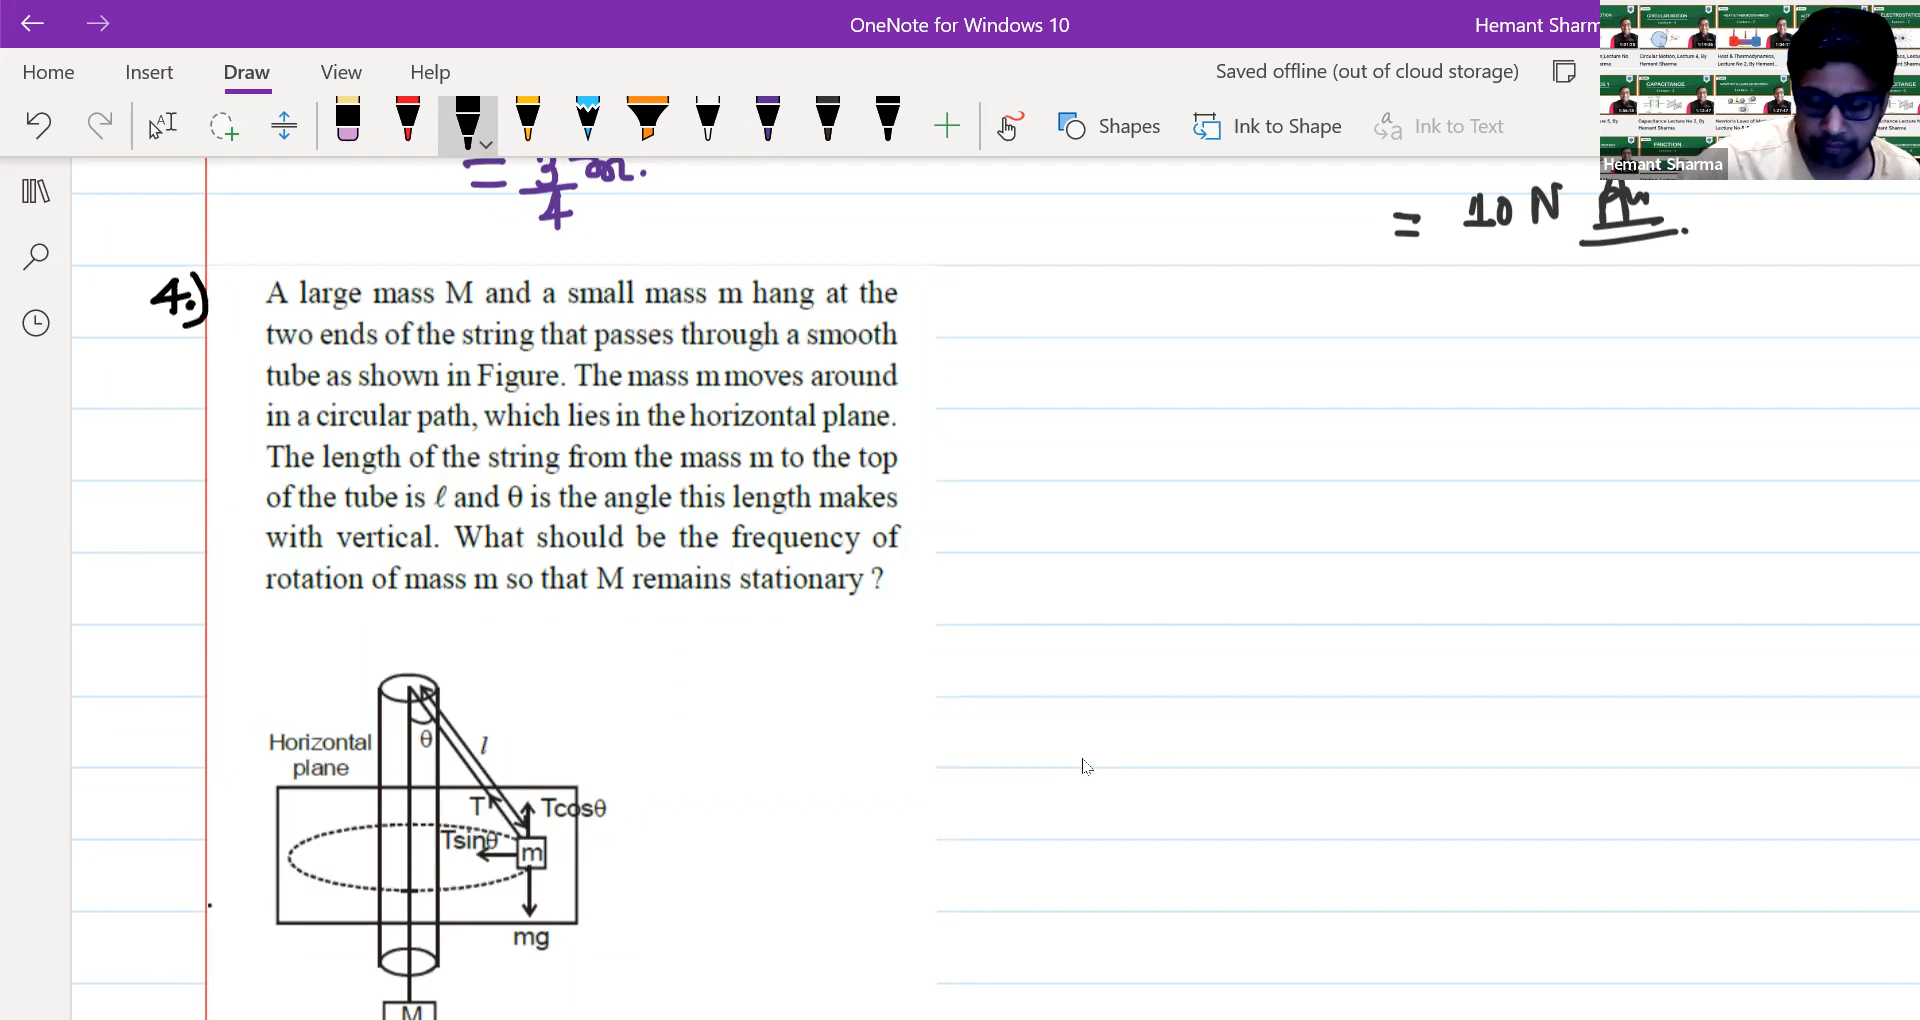 OneNote for Windows 10
Hemant Sharm
Home Insert Draw View Help
Saved offline (out of cloud storage)
Shapes Ink to Shape Ink to Text
Hemant Sharma
= 3/4 m.
= 10 N
4.)
A large mass M and a small mass m hang at the
two ends of the string that passes through a smooth
tube as shown in Figure. The mass m moves around
in a circular path, which lies in the horizontal plane.
The length of the string from the mass m to the top
of the tube is ℓ and θ is the angle this length makes
with vertical. What should be the frequency of
rotation of mass m so that M remains stationary ?
Horizontal
plane
θ
l
T
Tcosθ
Tsinθ
m
mg
M